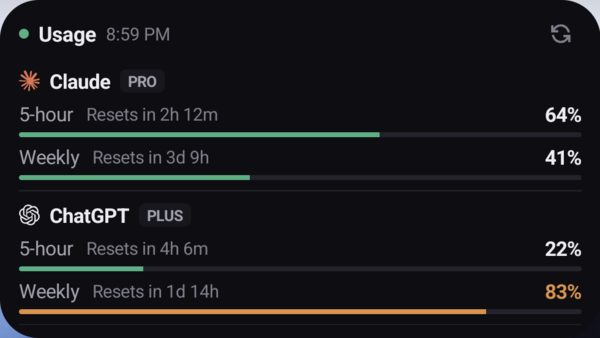 Usage 8:59 PM
Claude PRO
5-hour Resets in 2h 12m 64%
Weekly Resets in 3d 9h 41%
ChatGPT PLUS
5-hour Resets in 4h 6m 22%
Weekly Resets in 1d 14h 83%